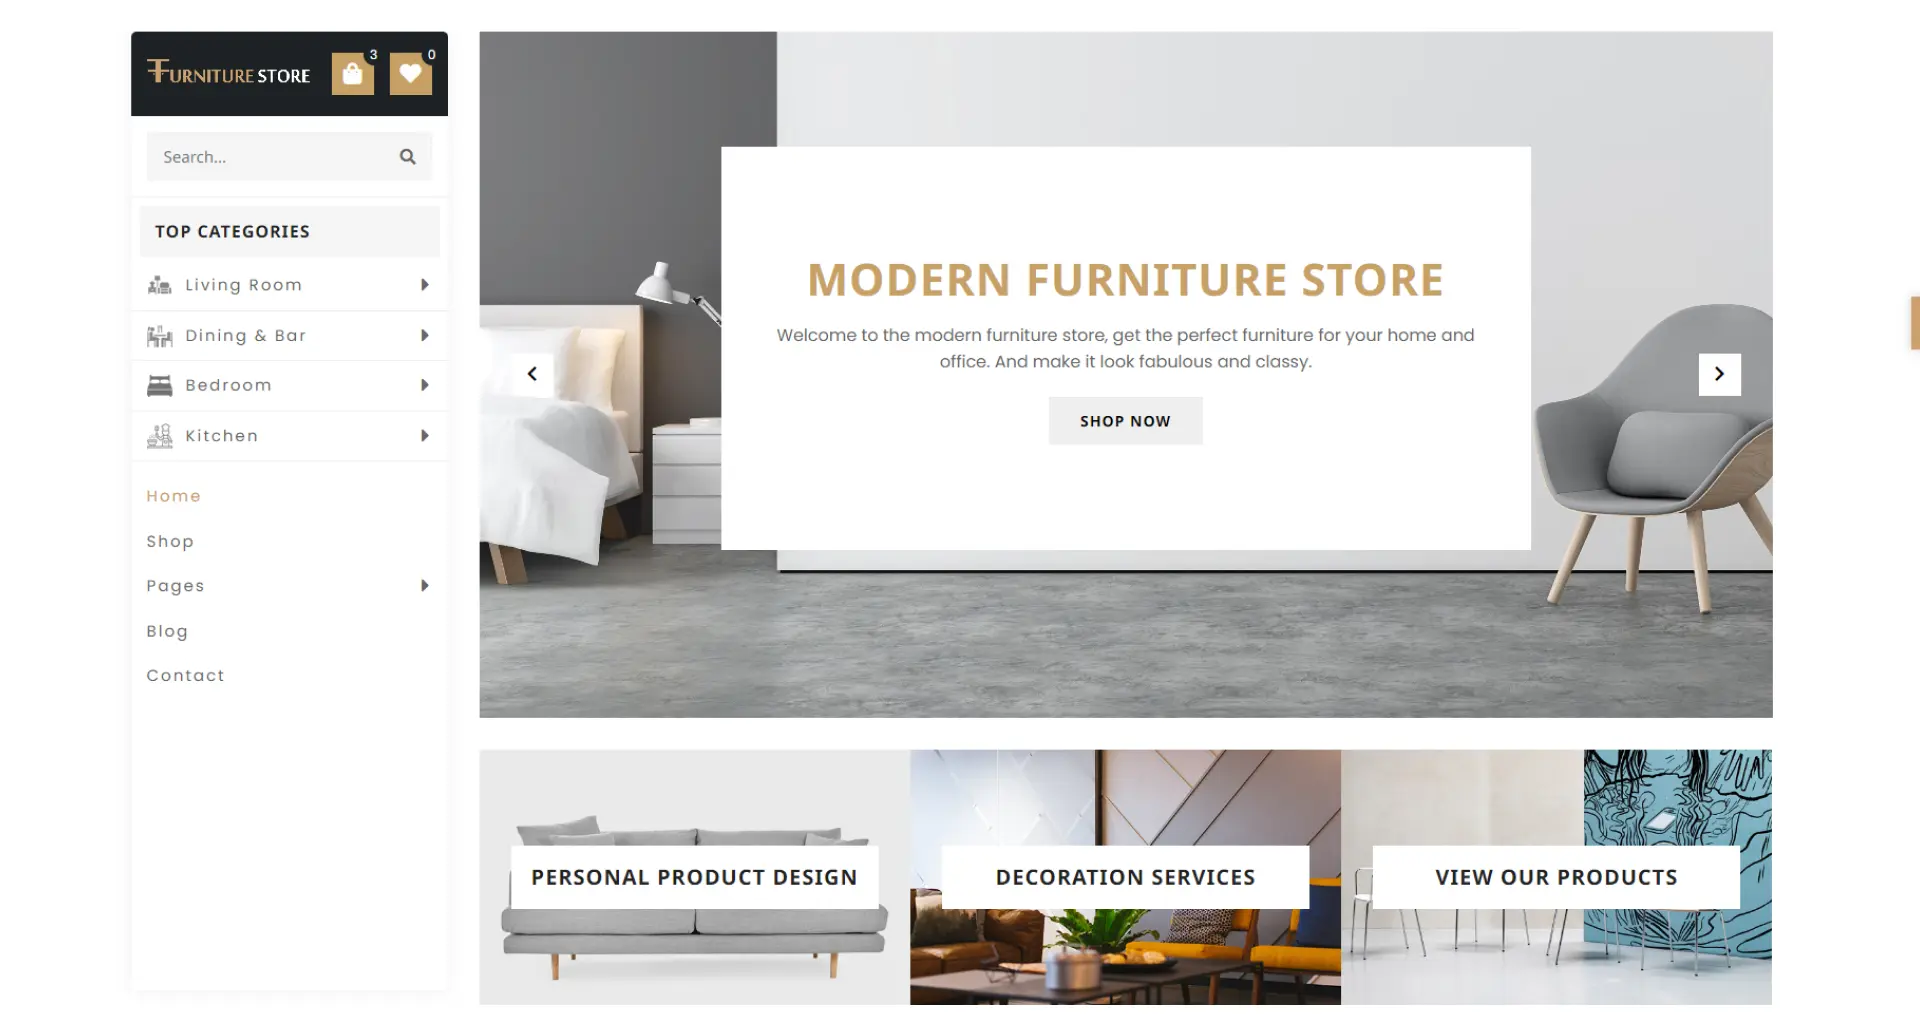 FURNITURE STORE
3
0
Search...
TOP CATEGORIES
Living Room
Dining & Bar
Bedroom
Kitchen
Home
Shop
Pages
Blog
Contact
MODERN FURNITURE STORE
Welcome to the modern furniture store, get the perfect furniture for your home and
office. And make it look fabulous and classy.
SHOP NOW
PERSONAL PRODUCT DESIGN
DECORATION SERVICES
VIEW OUR PRODUCTS